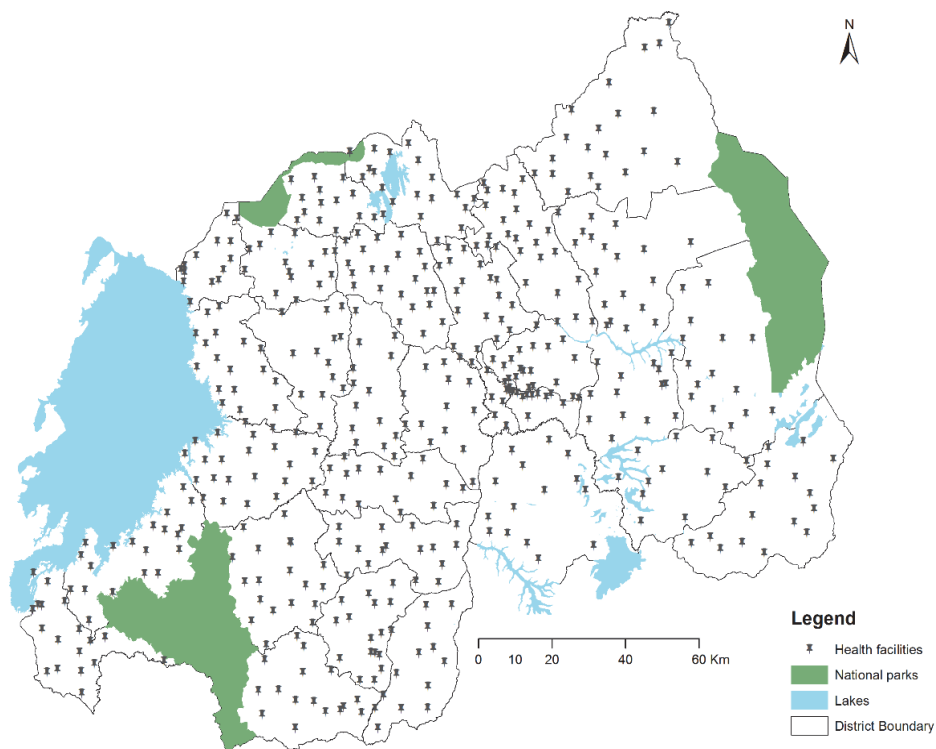 N
Legend
Health facilities
National parks
Lakes
District Boundary
0 10 20 40 60 Km